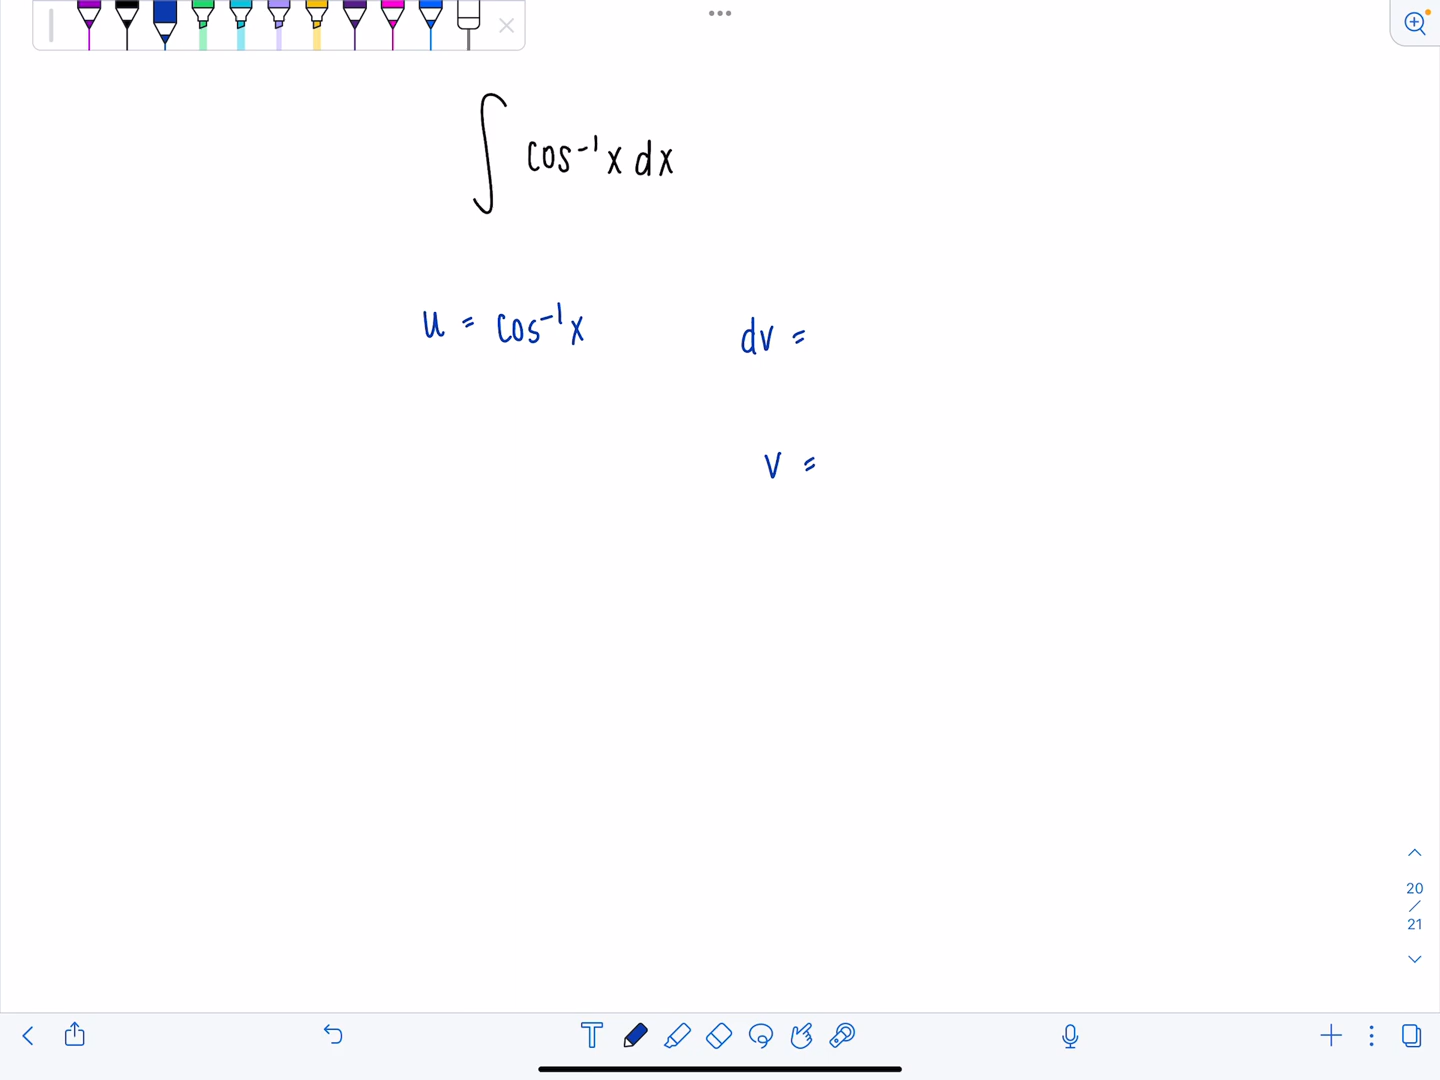 ∫ cos⁻¹x dx
u = cos⁻¹x dv =
v =
20
/
21
T